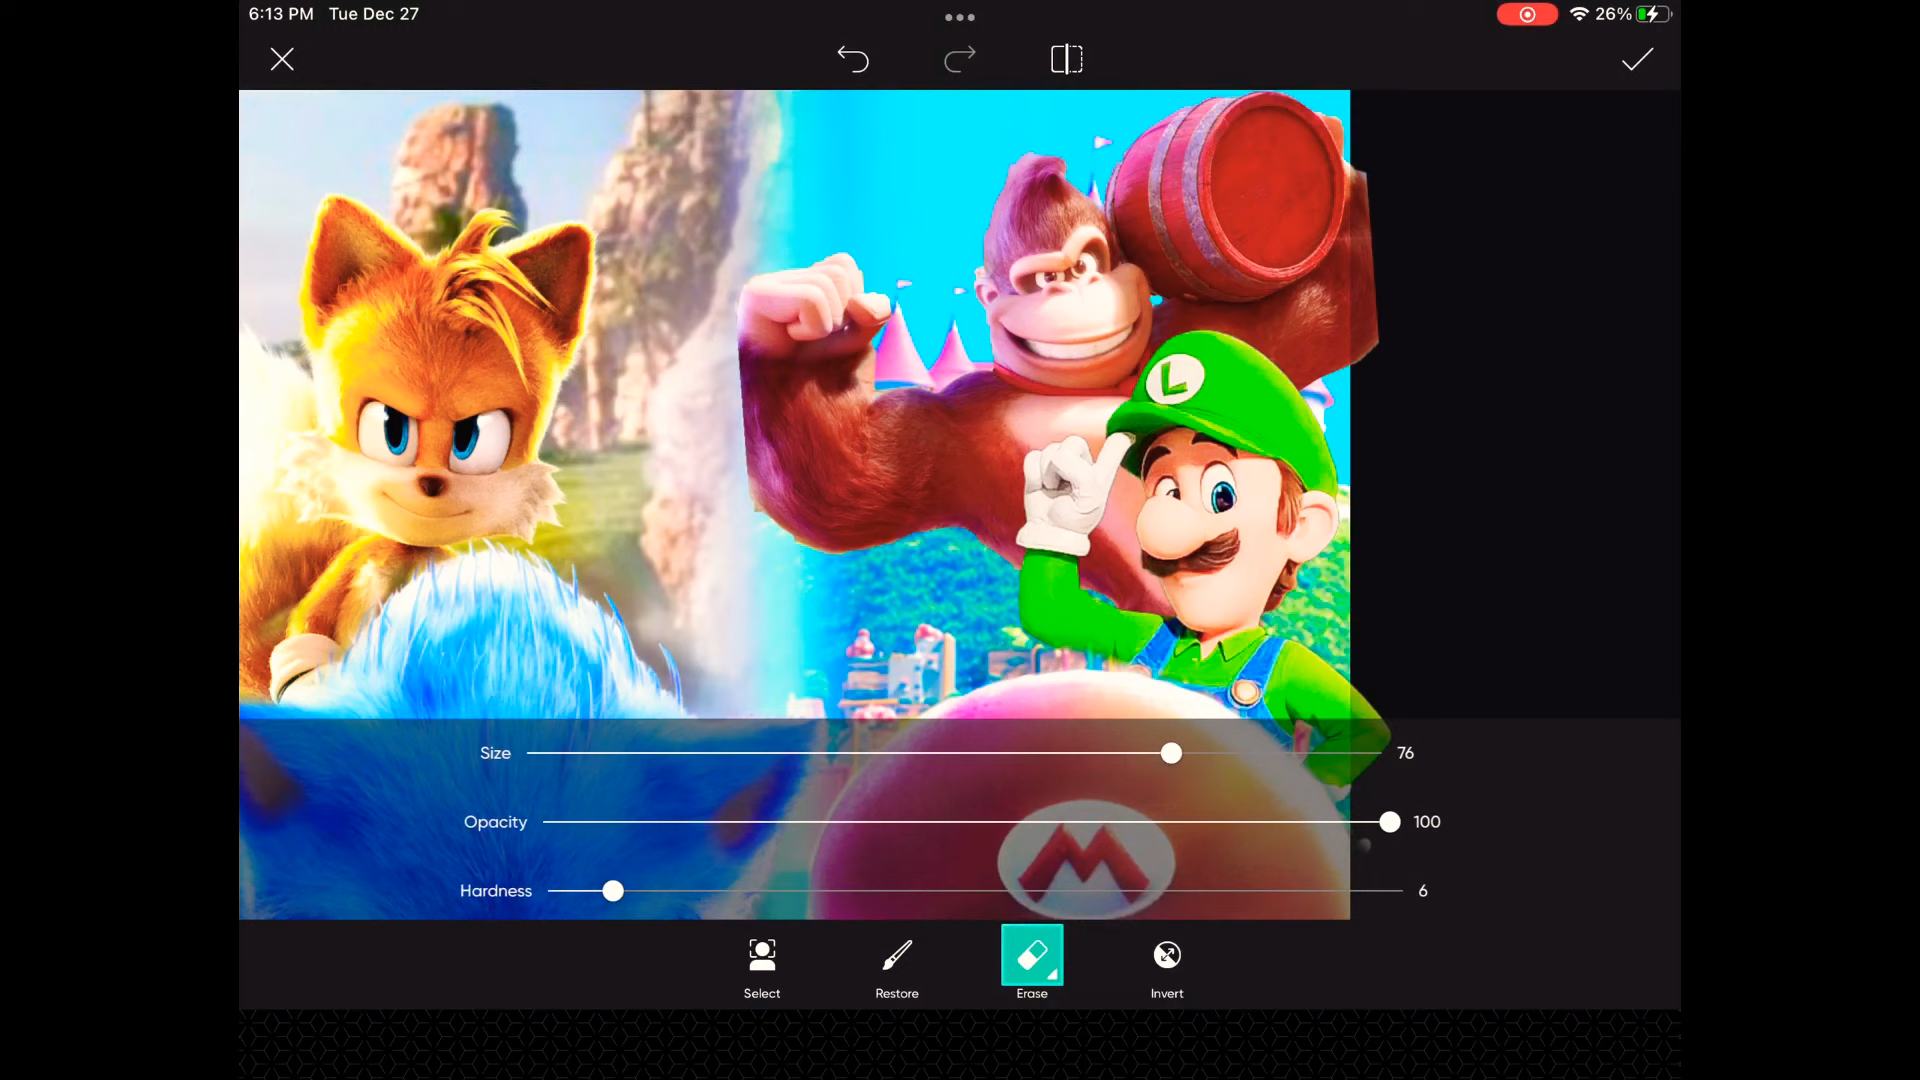 6:13 PM Tue Dec 27
26%
L
Size 76
Opacity 100
M
Hardness 6
Select Restore Erase Invert